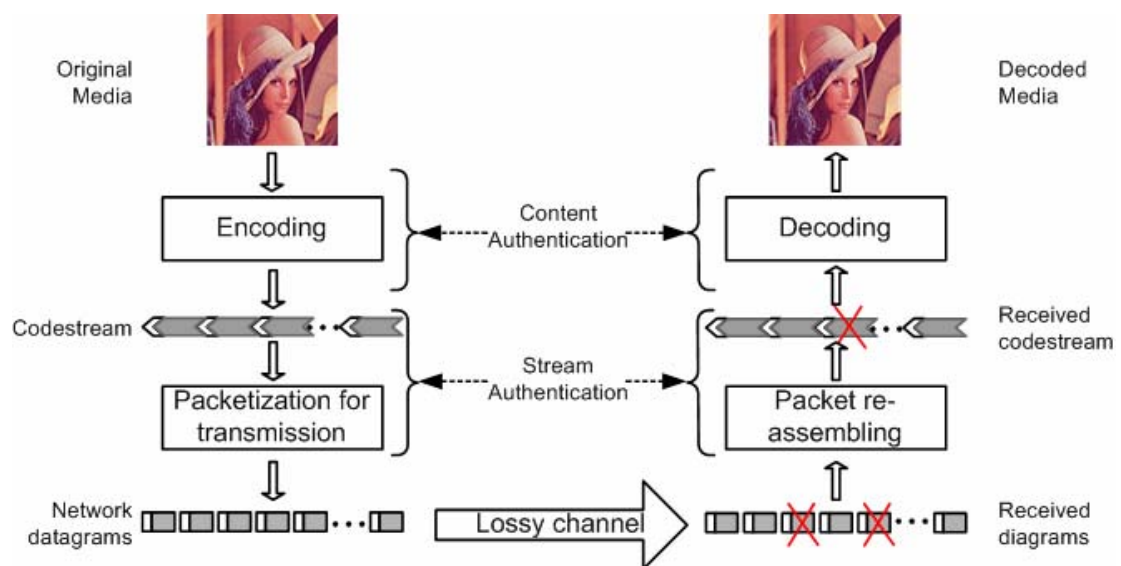 Original
Media
Decoded
Media
Encoding
Content
Authentication
Decoding
Codestream
Received
codestream
Stream
Authentication
Packetization for
transmission
Packet re-
assembling
Network
datagrams
Lossy channel
Received
diagrams